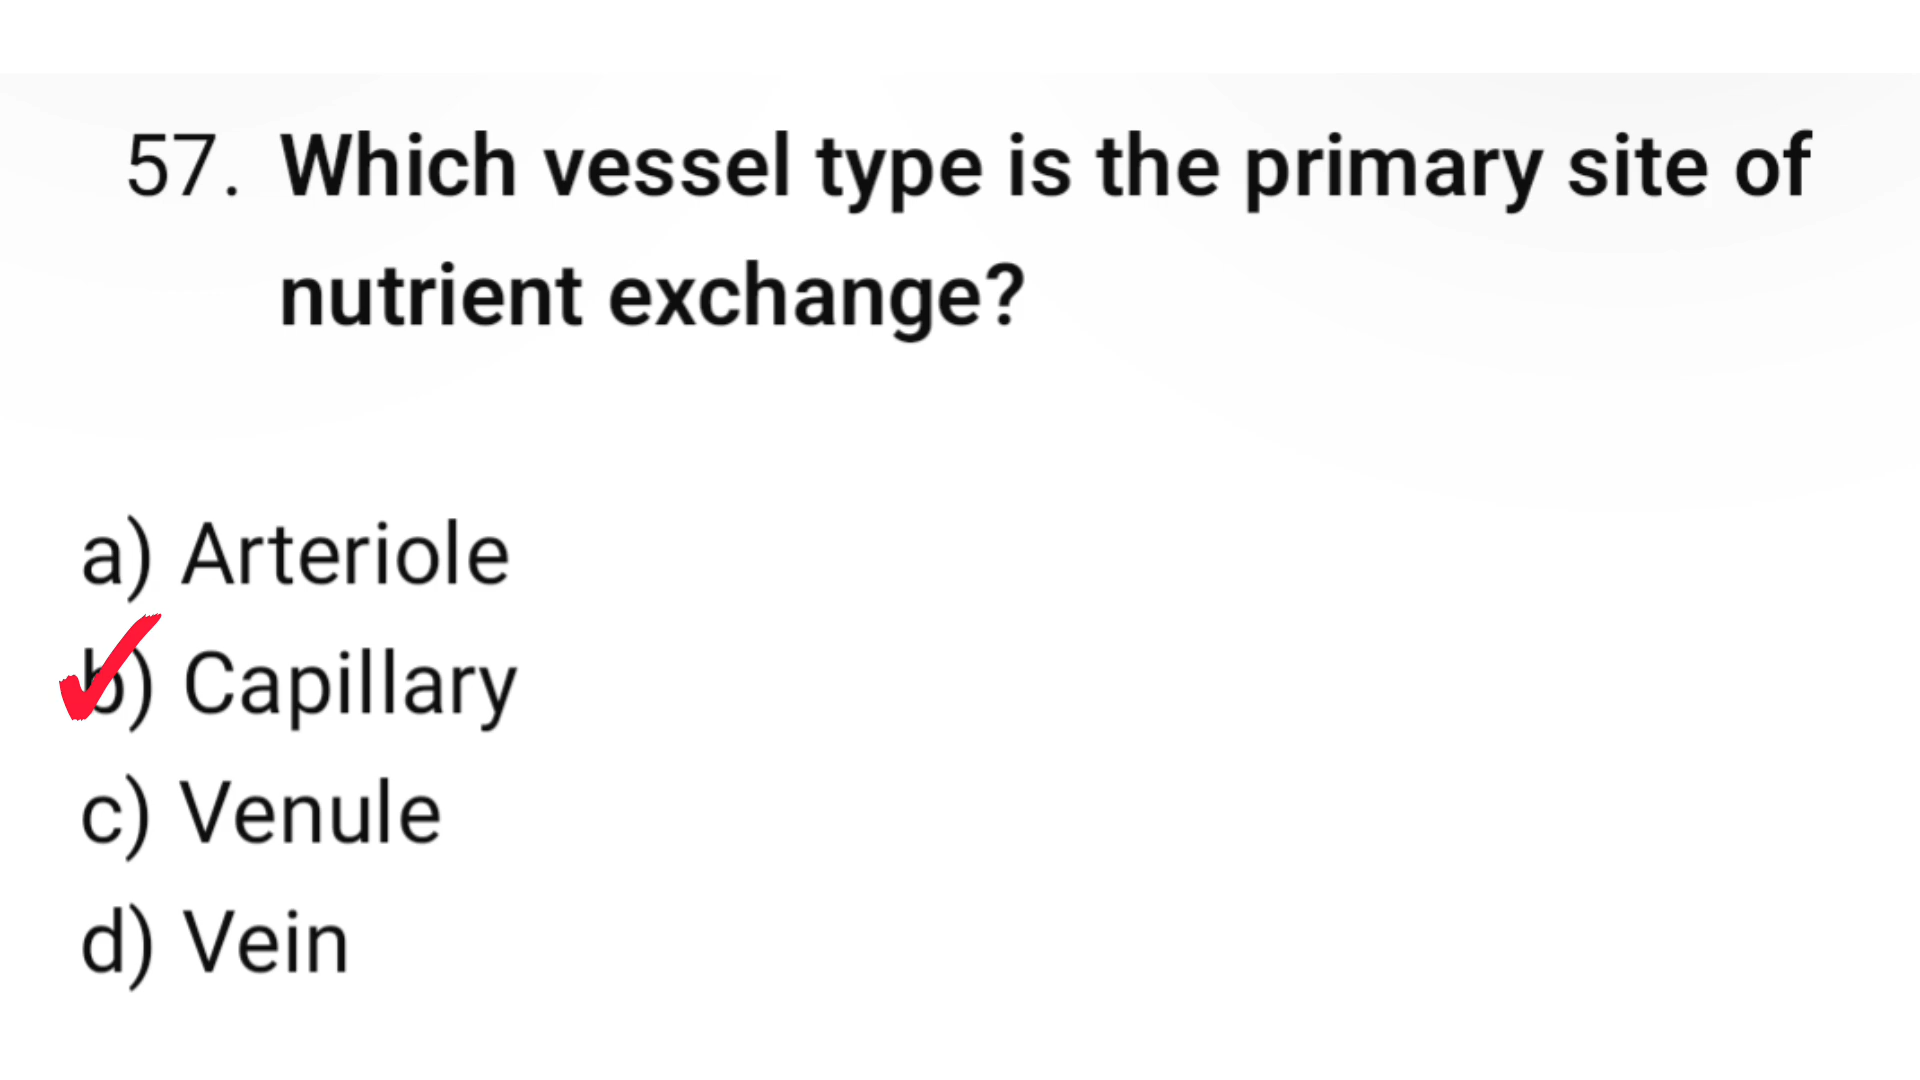 57. Which vessel type is the primary site of
nutrient exchange?
a) Arteriole
b) Capillary
c) Venule
d) Vein